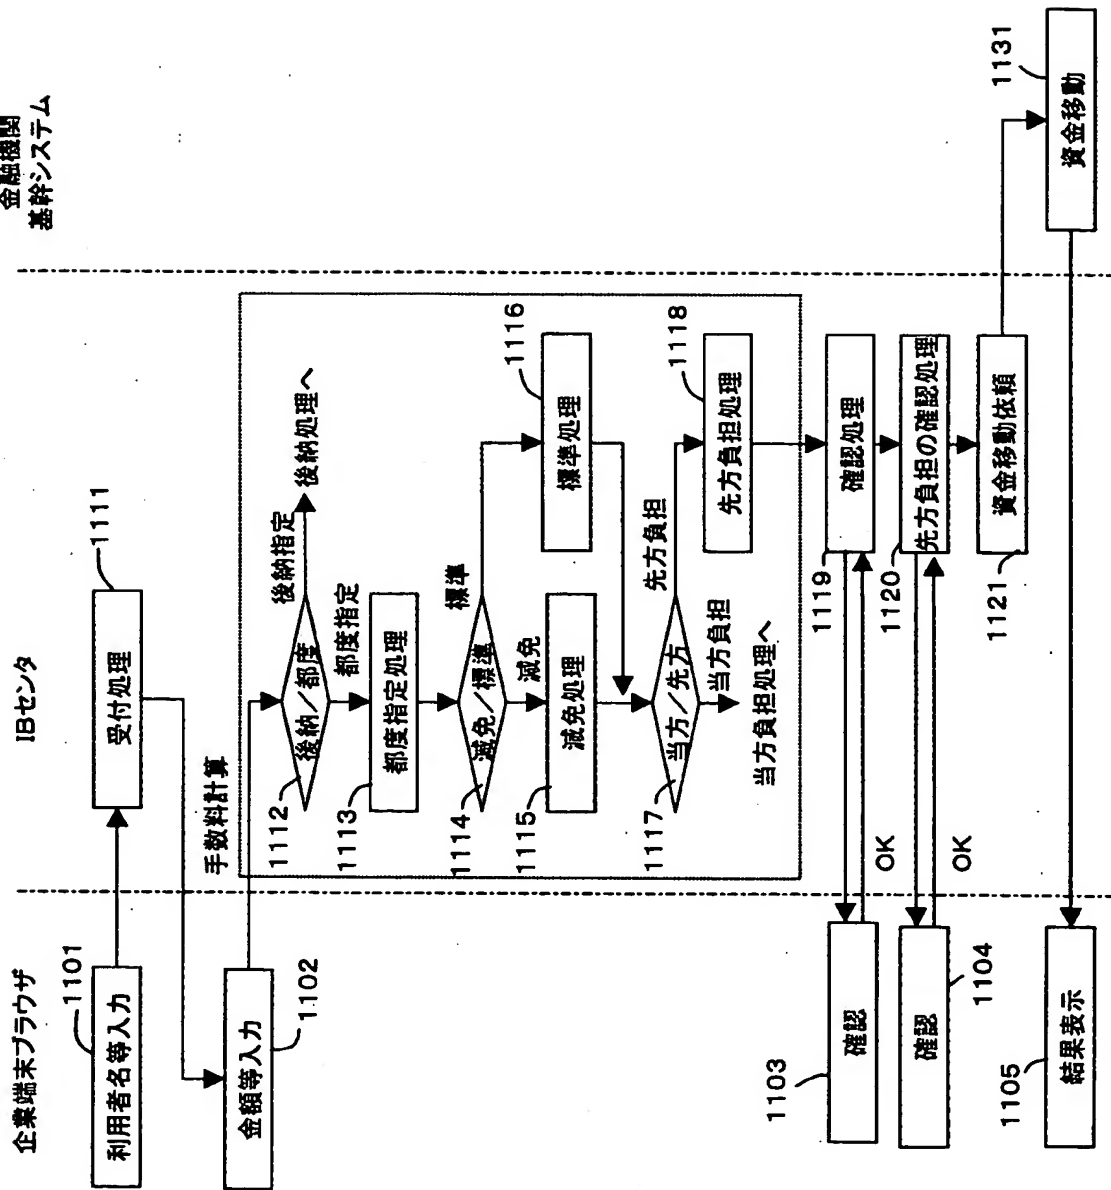 企業端末ブラウザ
IBセンタ
金融機関
基幹システム
1101
利用者名等入力
1111
受付処理
1102
金額等入力
手数料計算
1112
後納／都度
後納指定
後納処理へ
都度指定
1113
都度指定処理
1114
減免／標準
標準
減免
1115
減免処理
1116
標準処理
1117
当方／先方
先方負担
当方負担
当方負担処理へ
1118
先方負担処理
1103
確認
OK
1119
確認処理
1104
確認
OK
1120
先方負担の確認処理
1121
資金移動依頼
1131
資金移動
1105
結果表示